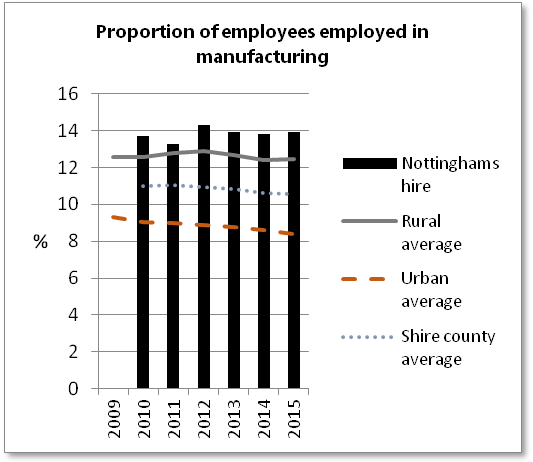 Proportion of employees employed in
manufacturing
16
14
12
10
8
6
4
2
0
%
2009
2010
2011
2012
2013
2014
2015
Nottinghams
hire
Rural
average
Urban
average
Shire county
average